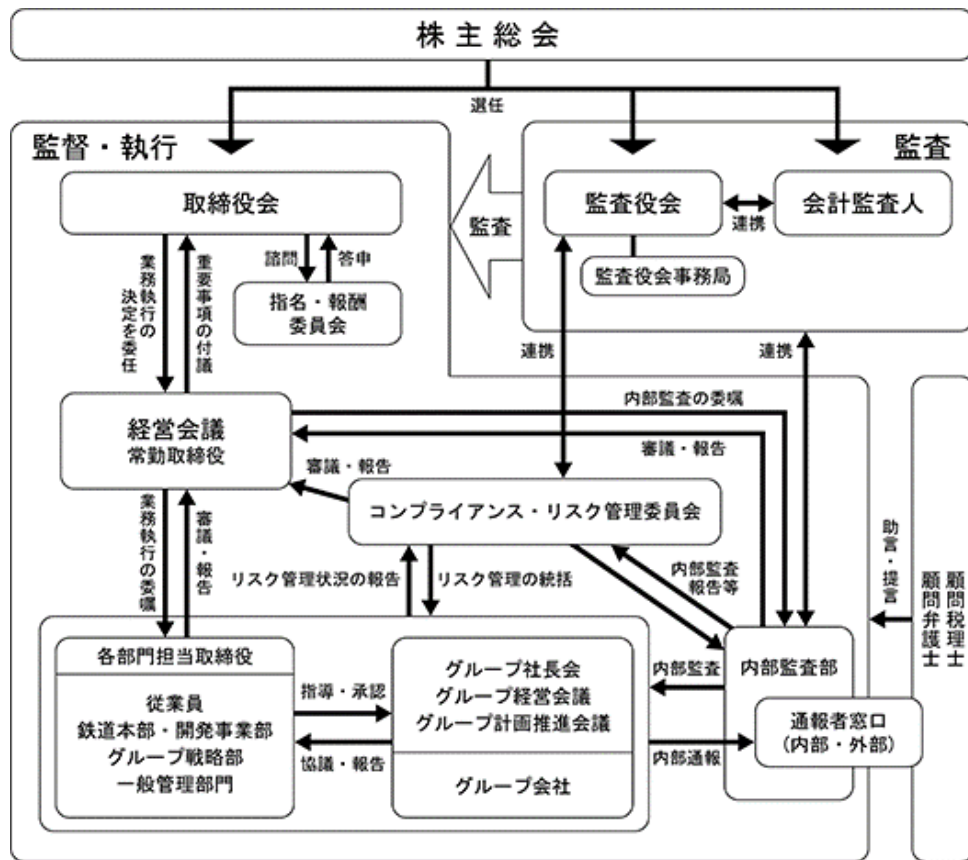 株主総会
選任
監督・執行
監査
取締役会
監査役会
連携
会計監査人
監査
監査役会事務局
諮問
答申
指名・報酬
委員会
業務執行の
決定を委任
重要事項の付議
連携
連携
経営会議
常勤取締役
内部監査の委嘱
審議・報告
審議・報告
コンプライアンス・リスク管理委員会
業務執行の委嘱
審議・報告
リスク管理状況の報告
リスク管理の統括
内部監査
報告等
助言・提言
顧問税理士
顧問弁護士
各部門担当取締役
従業員
鉄道本部・開発事業部
グループ戦略部
一般管理部門
指導・承認
協議・報告
グループ社長会
グループ経営会議
グループ計画推進会議
グループ会社
内部監査
内部通報
内部監査部
通報者窓口
(内部・外部)